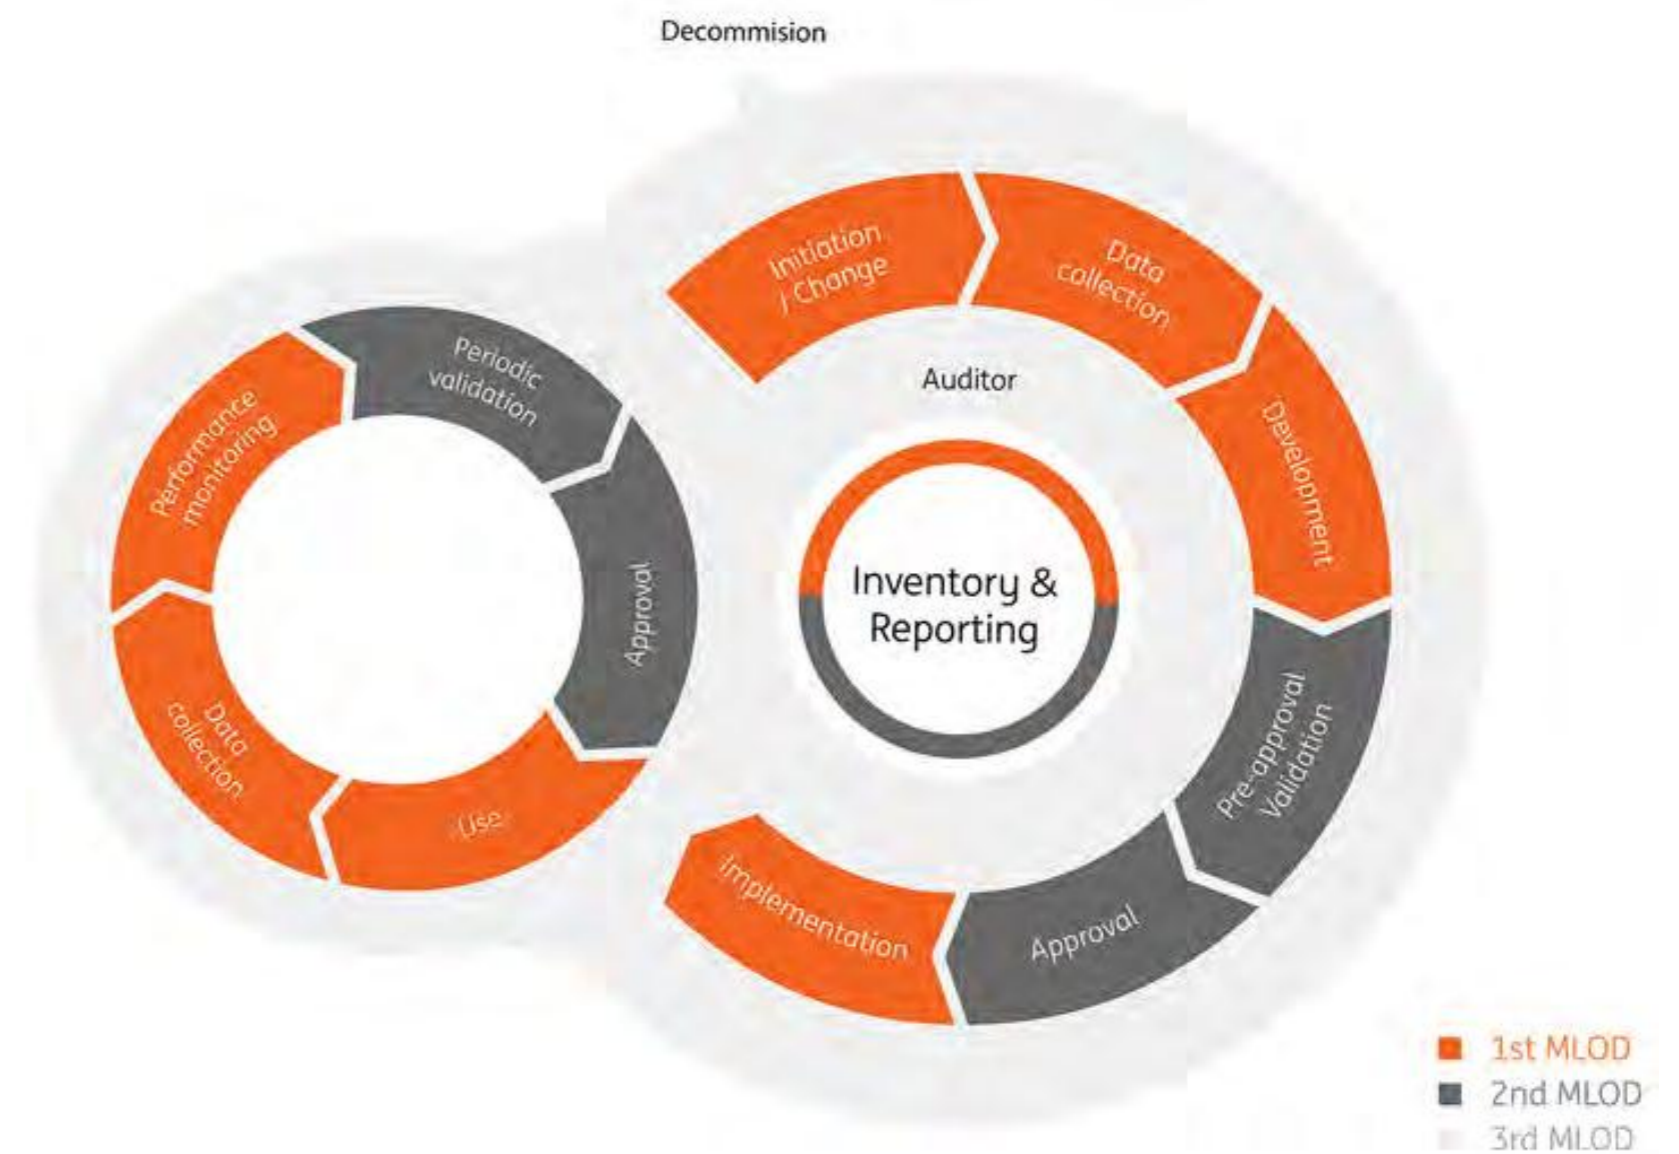 Decommision
Initiation
/ Change
Data
collection
Development
Pre-approval
Validation
Approval
Implementation
Auditor
Inventory &
Reporting
Periodic
validation
Approval
Use
Data
collection
Performance
monitoring
1st MLOD
2nd MLOD
3rd MLOD